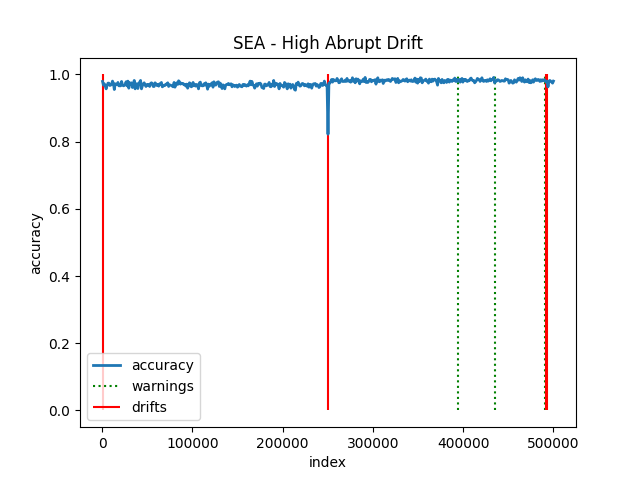 SEA - High Abrupt Drift
1.0
0.8
0.6
0.4
0.2
0.0
accuracy
accuracy
warnings
drifts
0 100000 200000 300000 400000 500000
index